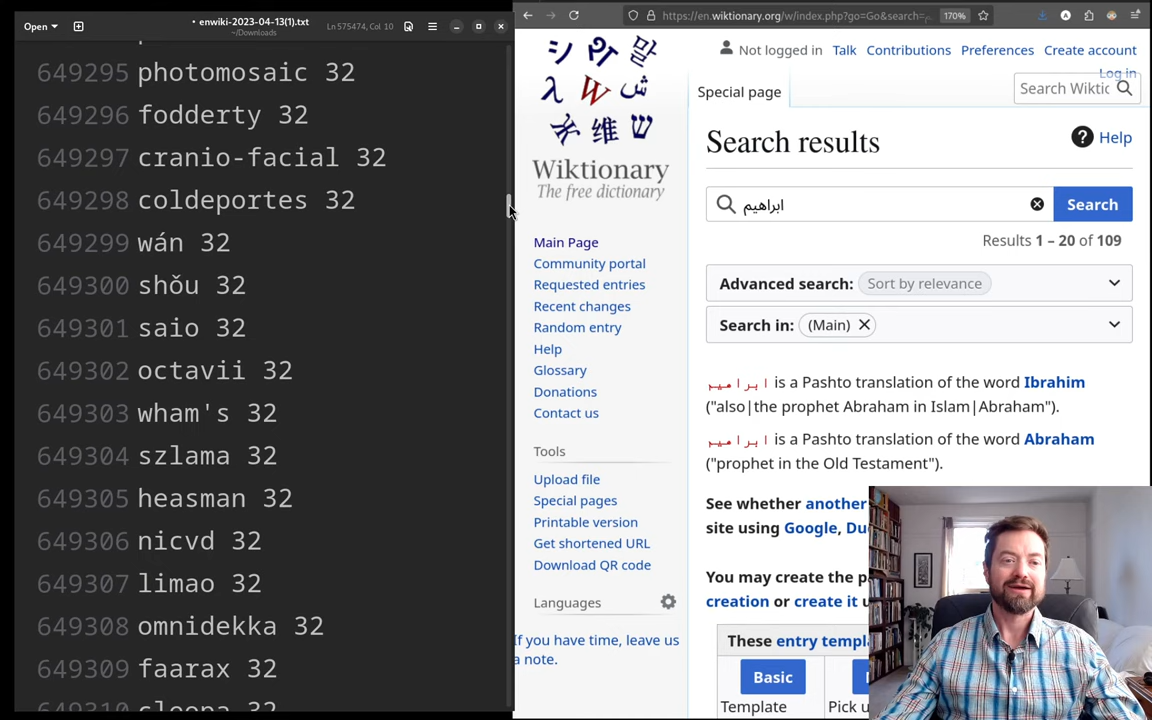 Open
• enwiki-2023-04-13(1).txt
~/Downloads
Ln 575474, Col 10
649295 photomosaic 32
649296 fodderty 32
649297 cranio-facial 32
649298 coldeportes 32
649299 wán 32
649300 shǒu 32
649301 saio 32
649302 octavii 32
649303 wham's 32
649304 szlama 32
649305 heasman 32
649306 nicvd 32
649307 limao 32
649308 omnidekka 32
649309 faarax 32
649310 cleopa 32
https://en.wiktionary.org/w/index.php?go=Go&search=
170%
Wiktionary
The free dictionary
Main Page
Community portal
Requested entries
Recent changes
Random entry
Help
Glossary
Donations
Contact us
Tools
Upload file
Special pages
Printable version
Get shortened URL
Download QR code
Languages
If you have time, leave us
a note.
Not logged in Talk Contributions Preferences Create account
Log in
Special page
Search Wiktic
Search results
Help
ابراهيم
Search
Results 1 – 20 of 109
Advanced search: Sort by relevance
Search in: (Main)
ابراهيم is a Pashto translation of the word Ibrahim
("also|the prophet Abraham in Islam|Abraham").
ابراهيم is a Pashto translation of the word Abraham
("prophet in the Old Testament").
See whether another
site using Google, Du
You may create the p
creation or create it u
These entry templ
Basic
Template
Pick u